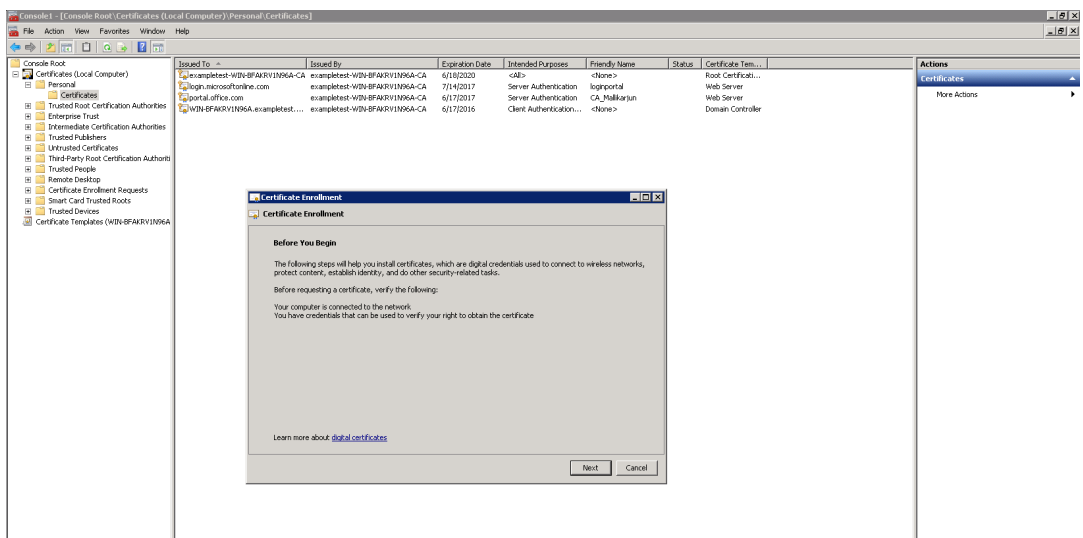 Console1 - [Console Root\Certificates (Local Computer)\Personal\Certificates]
File Action View Favorites Window Help
Console Root
Certificates (Local Computer)
Personal
Certificates
Trusted Root Certification Authorities
Enterprise Trust
Intermediate Certification Authorities
Trusted Publishers
Untrusted Certificates
Third-Party Root Certification Authoriti
Trusted People
Remote Desktop
Certificate Enrollment Requests
Smart Card Trusted Roots
Trusted Devices
Certificate Templates (WIN-BFAKRV1N96A
Issued To Issued By Expiration Date Intended Purposes Friendly Name Status Certificate Tem...
exampletest-WIN-BFAKRV1N96A-CA exampletest-WIN-BFAKRV1N96A-CA 6/18/2020 <All> <None> Root Certificati...
login.microsoftonline.com exampletest-WIN-BFAKRV1N96A-CA 7/14/2017 Server Authentication loginportal Web Server
portal.office.com exampletest-WIN-BFAKRV1N96A-CA 6/17/2017 Server Authentication CA_Mallikarjun Web Server
WIN-BFAKRV1N96A.exampletest.... exampletest-WIN-BFAKRV1N96A-CA 6/17/2016 Client Authentication... <None> Domain Controller
Actions
Certificates
More Actions
Certificate Enrollment
Certificate Enrollment
Before You Begin
The following steps will help you install certificates, which are digital credentials used to connect to wireless networks,
protect content, establish identity, and do other security-related tasks.
Before requesting a certificate, verify the following:
Your computer is connected to the network
You have credentials that can be used to verify your right to obtain the certificate
Learn more about digital certificates
Next Cancel